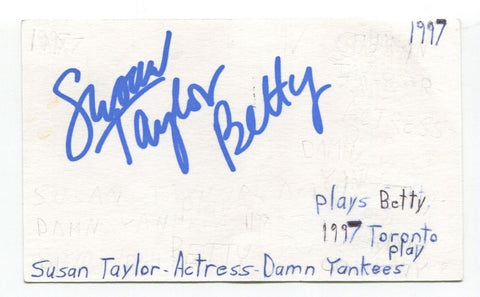 1997
Susan
Taylor Betty
plays Betty,
1997 Toronto
play
Susan Taylor-Actress-Damn Yankees